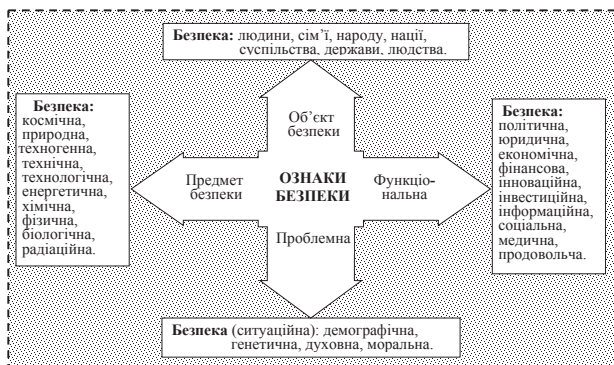 Безпека: людини, сім’ї, народу, нації,
суспільства, держави, людства.
Об’єкт
безпеки
Безпека:
космічна,
природна,
техногенна,
технічна,
технологічна,
енергетична,
хімічна,
фізична,
біологічна,
радіаційна.
Предмет
безпеки
ОЗНАКИ
БЕЗПЕКИ
Функціо-
нальна
Безпека:
політична,
юридична,
економічна,
фінансова,
інноваційна,
інвестиційна,
інформаційна,
соціальна,
медична,
продовольча.
Проблемна
Безпека (ситуаційна): демографічна,
генетична, духовна, моральна.